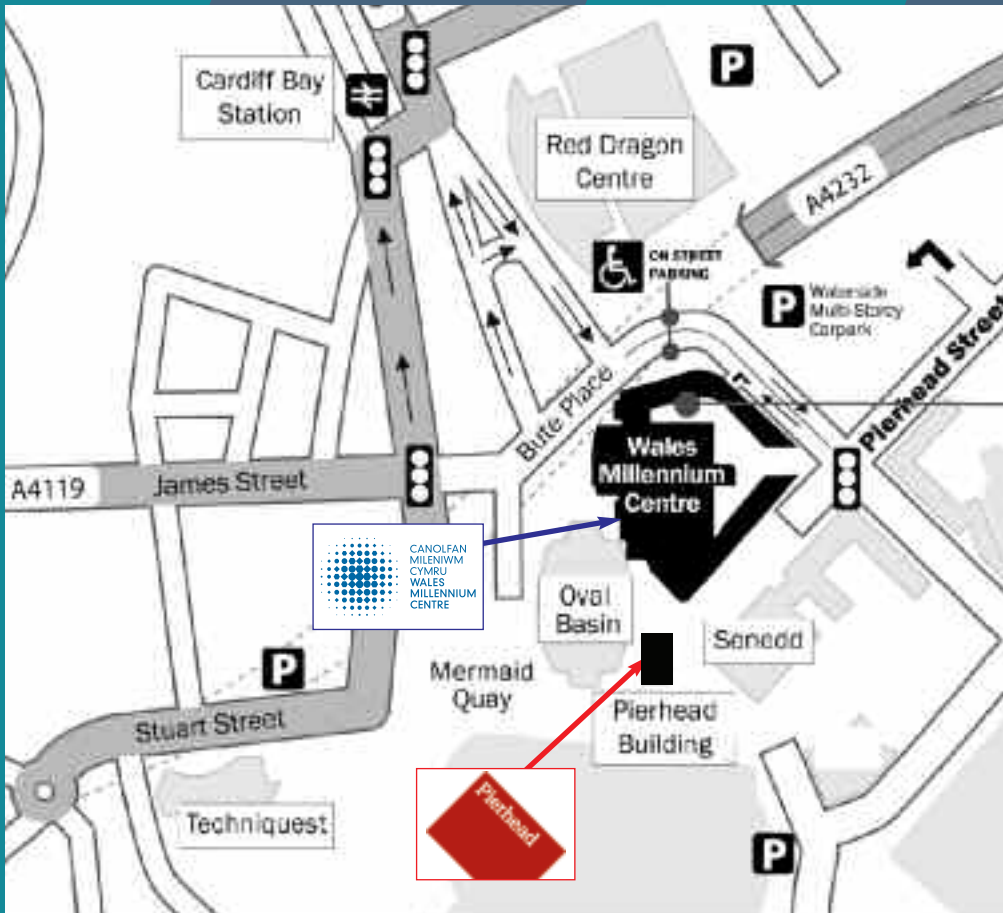 Cardiff Bay
Station
P
Red Dragon
Centre
A4232
ON STREET
PARKING
P
Waterside
Multi Storey
Carpark
Pierhead Street
Bute Place
Wales
Millennium
Centre
A4119
James Street
CANOLFAN
MILENIWM
CYMRU
WALES
MILLENNIUM
CENTRE
Oval
Basin
Senedd
P
Mermaid
Quay
Pierhead
Building
Stuart Street
Pierhead
Techniquest
P